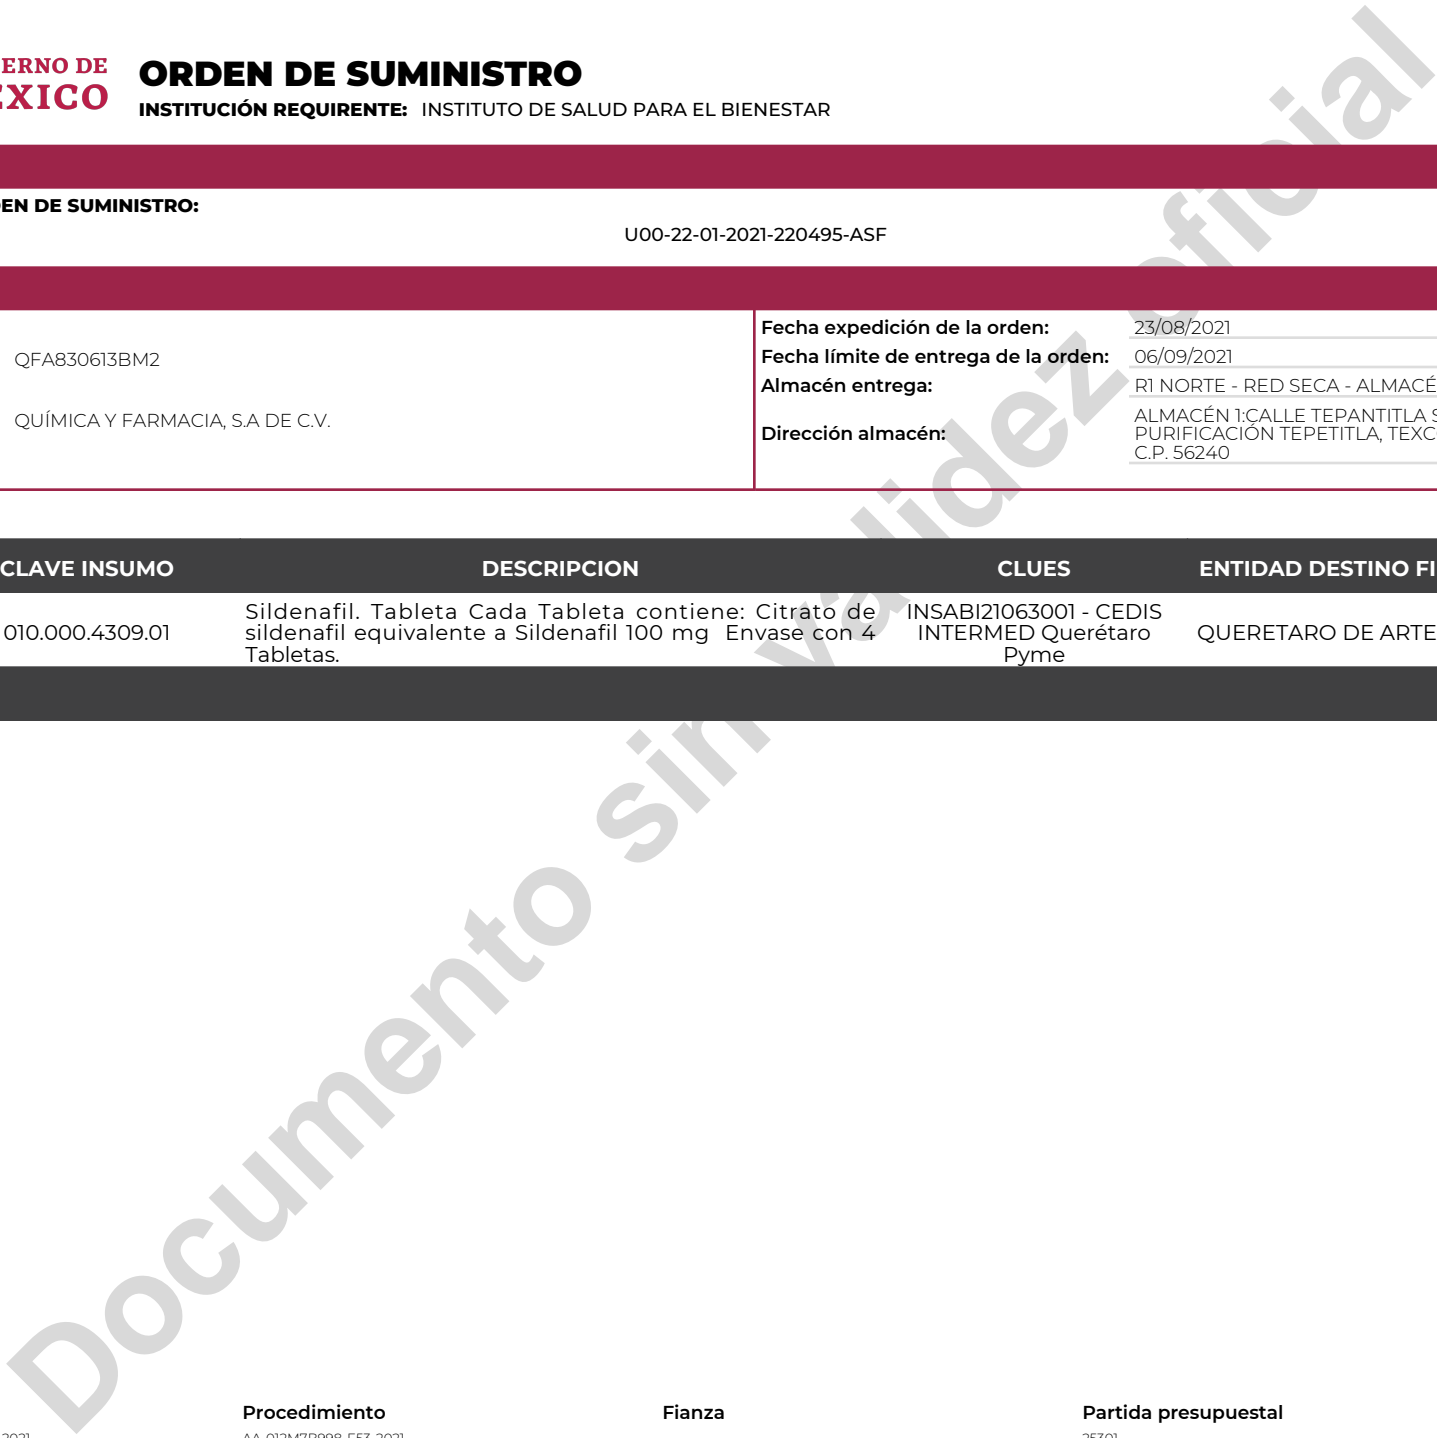 ERNO DE
EXICO
ORDEN DE SUMINISTRO
INSTITUCIÓN REQUIRENTE: INSTITUTO DE SALUD PARA EL BIENESTAR
EN DE SUMINISTRO:
U00-22-01-2021-220495-ASF
QFA830613BM2
QUÍMICA Y FARMACIA, S.A DE C.V.
Fecha expedición de la orden: 23/08/2021
Fecha límite de entrega de la orden: 06/09/2021
Almacén entrega: R1 NORTE - RED SECA - ALMACÉ
Dirección almacén: ALMACÉN 1:CALLE TEPANTITLA S
PURIFICACIÓN TEPETITLA, TEXC
C.P. 56240
CLAVE INSUMO DESCRIPCION CLUES ENTIDAD DESTINO FI
010.000.4309.01
Sildenafil. Tableta Cada Tableta contiene: Citrato de
sildenafil equivalente a Sildenafil 100 mg Envase con 4
Tabletas.
INSABI21063001 - CEDIS
INTERMED Querétaro
Pyme
QUERETARO DE ARTE
Documento sin validez oficial
Procedimiento Fianza Partida presupuestal